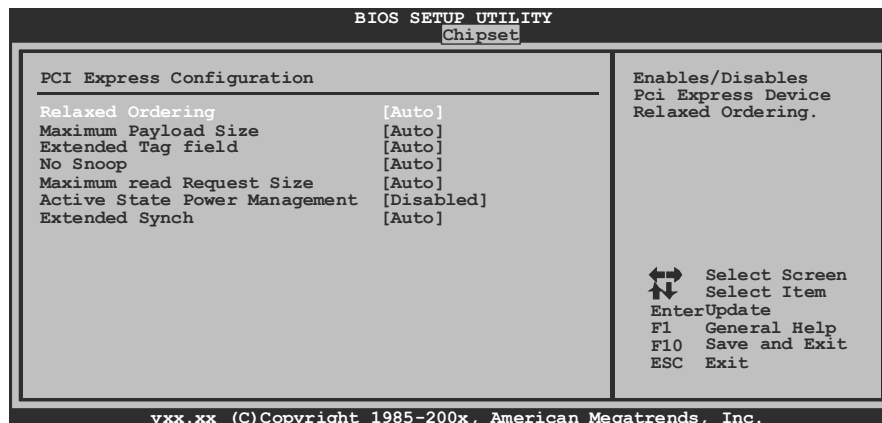 BIOS SETUP UTILITY
Chipset
PCI Express Configuration
Relaxed Ordering [Auto]
Maximum Payload Size [Auto]
Extended Tag field [Auto]
No Snoop [Auto]
Maximum read Request Size [Auto]
Active State Power Management [Disabled]
Extended Synch [Auto]
Enables/Disables
Pci Express Device
Relaxed Ordering.
Select Screen
Select Item
EnterUpdate
F1 General Help
F10 Save and Exit
ESC Exit
vxx.xx (C)Copyright 1985-200x, American Megatrends, Inc.